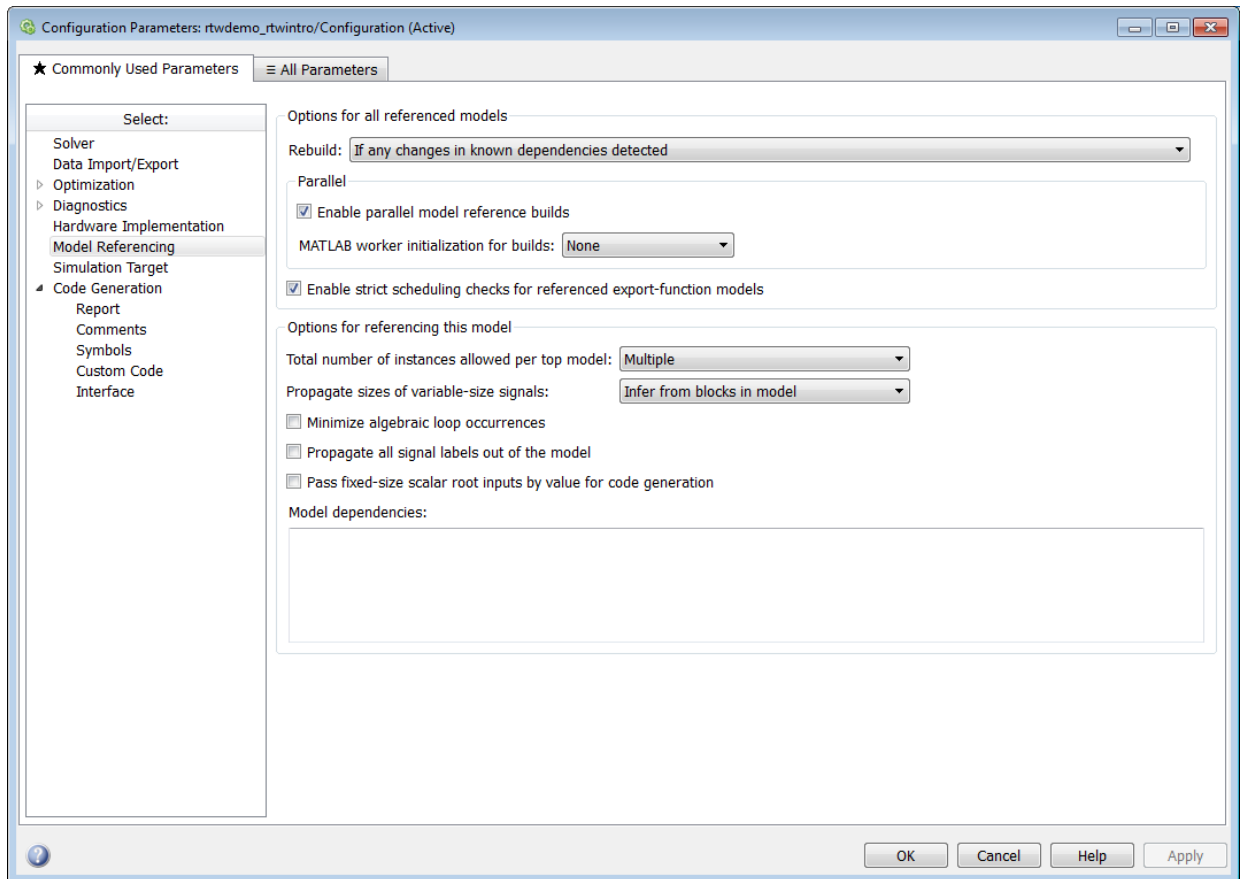 Configuration Parameters: rtwdemo_rtwintro/Configuration (Active)
★ Commonly Used Parameters
≡ All Parameters
Select:
Solver
Data Import/Export
Optimization
Diagnostics
Hardware Implementation
Model Referencing
Simulation Target
Code Generation
Report
Comments
Symbols
Custom Code
Interface
Options for all referenced models
Rebuild: If any changes in known dependencies detected
Parallel
Enable parallel model reference builds
MATLAB worker initialization for builds: None
Enable strict scheduling checks for referenced export-function models
Options for referencing this model
Total number of instances allowed per top model: Multiple
Propagate sizes of variable-size signals: Infer from blocks in model
Minimize algebraic loop occurrences
Propagate all signal labels out of the model
Pass fixed-size scalar root inputs by value for code generation
Model dependencies:
? OK Cancel Help Apply